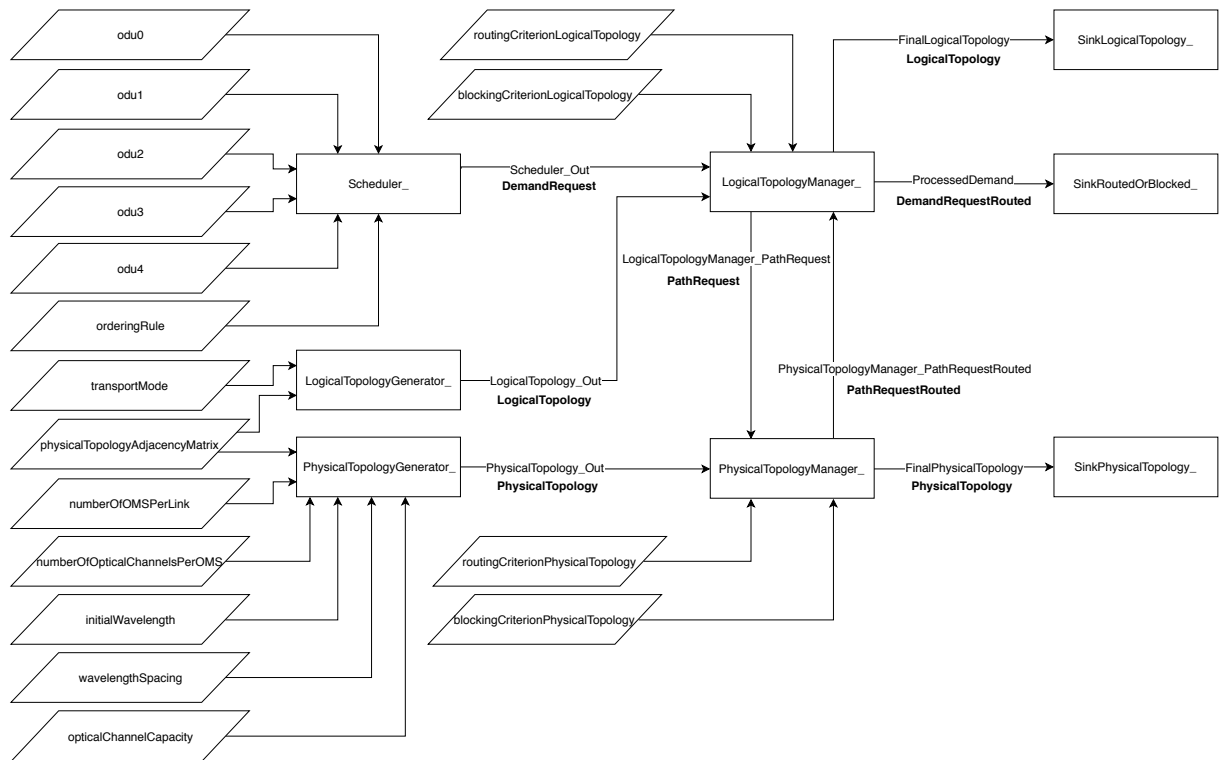 odu0
odu1
odu2
odu3
odu4
orderingRule
transportMode
physicalTopologyAdjacencyMatrix
numberOfOMSPerLink
numberOfOpticalChannelsPerOMS
initialWavelength
wavelengthSpacing
opticalChannelCapacity
Scheduler_
LogicalTopologyGenerator_
PhysicalTopologyGenerator_
routingCriterionLogicalTopology
blockingCriterionLogicalTopology
Scheduler_Out
DemandRequest
LogicalTopology_Out
LogicalTopology
PhysicalTopology_Out
PhysicalTopology
routingCriterionPhysicalTopology
blockingCriterionPhysicalTopology
LogicalTopologyManager_
LogicalTopologyManager_PathRequest
PathRequest
PhysicalTopologyManager_PathRequestRouted
PathRequestRouted
PhysicalTopologyManager_
FinalLogicalTopology
LogicalTopology
ProcessedDemand
DemandRequestRouted
FinalPhysicalTopology
PhysicalTopology
SinkLogicalTopology_
SinkRoutedOrBlocked_
SinkPhysicalTopology_